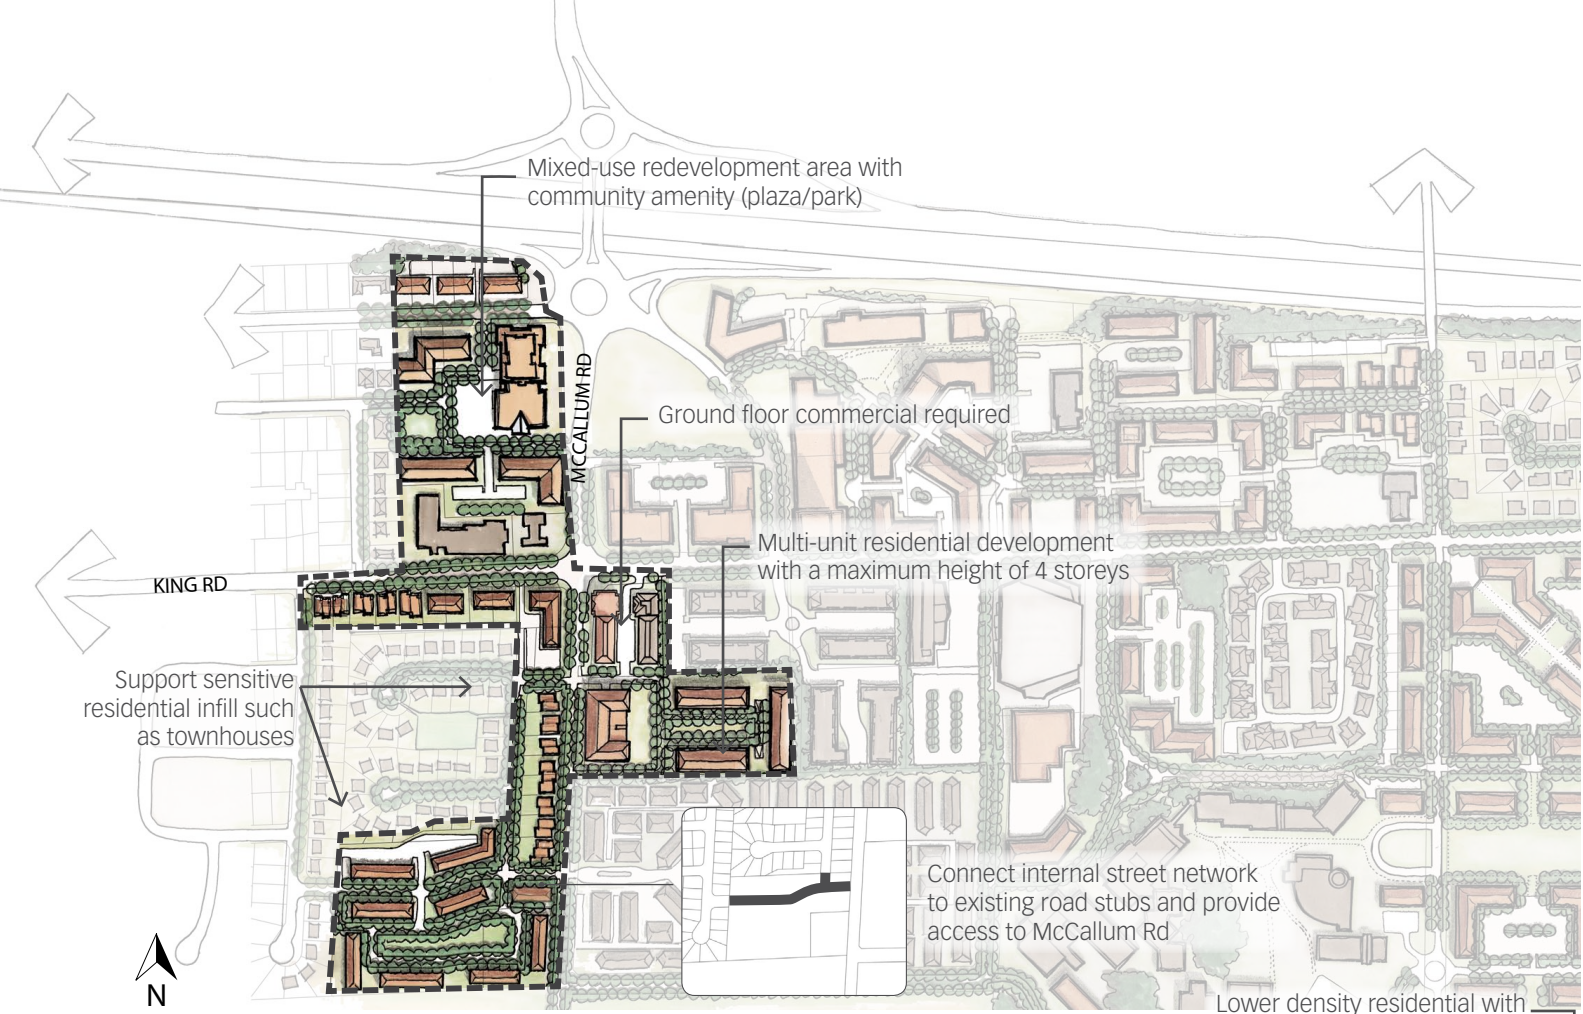 Mixed-use redevelopment area with
community amenity (plaza/park)
MCCALLUM RD
Ground floor commercial required
Multi-unit residential development
with a maximum height of 4 storeys
KING RD
Support sensitive
residential infill such
as townhouses
Connect internal street network
to existing road stubs and provide
access to McCallum Rd
N
Lower density residential with